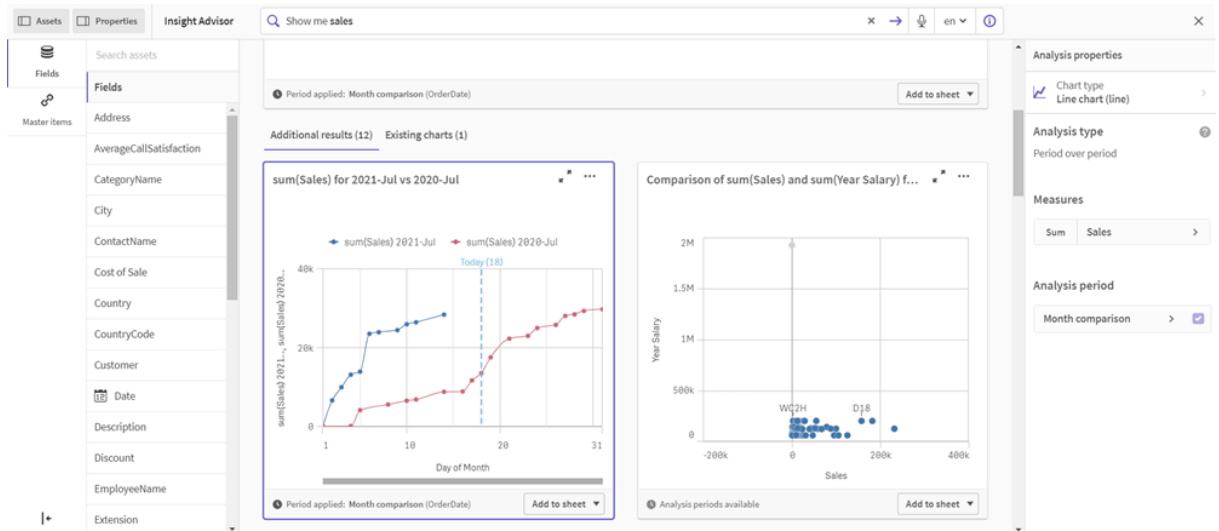 Assets
Properties
Insight Advisor
Show me sales
en
Fields
Master items
Search assets
Fields
Address
AverageCallSatisfaction
CategoryName
City
ContactName
Cost of Sale
Country
CountryCode
Customer
Date
Description
Discount
EmployeeName
Extension
Period applied: Month comparison (OrderDate)
Add to sheet
Additional results (12)
Existing charts (1)
sum(Sales) for 2021-Jul vs 2020-Jul
sum(Sales) 2021-Jul
sum(Sales) 2020-Jul
Today (18)
sum(Sales) 2021..., sum(Sales) 2020...
40k
20k
0
1
10
20
31
Day of Month
Period applied: Month comparison (OrderDate)
Add to sheet
Comparison of sum(Sales) and sum(Year Salary) f...
Year Salary
2M
1.5M
1M
500k
0
WC2H
D18
-200k
0
200k
400k
Sales
Analysis periods available
Add to sheet
Analysis properties
Chart type
Line chart (line)
Analysis type
Period over period
Measures
Sum
Sales
Analysis period
Month comparison